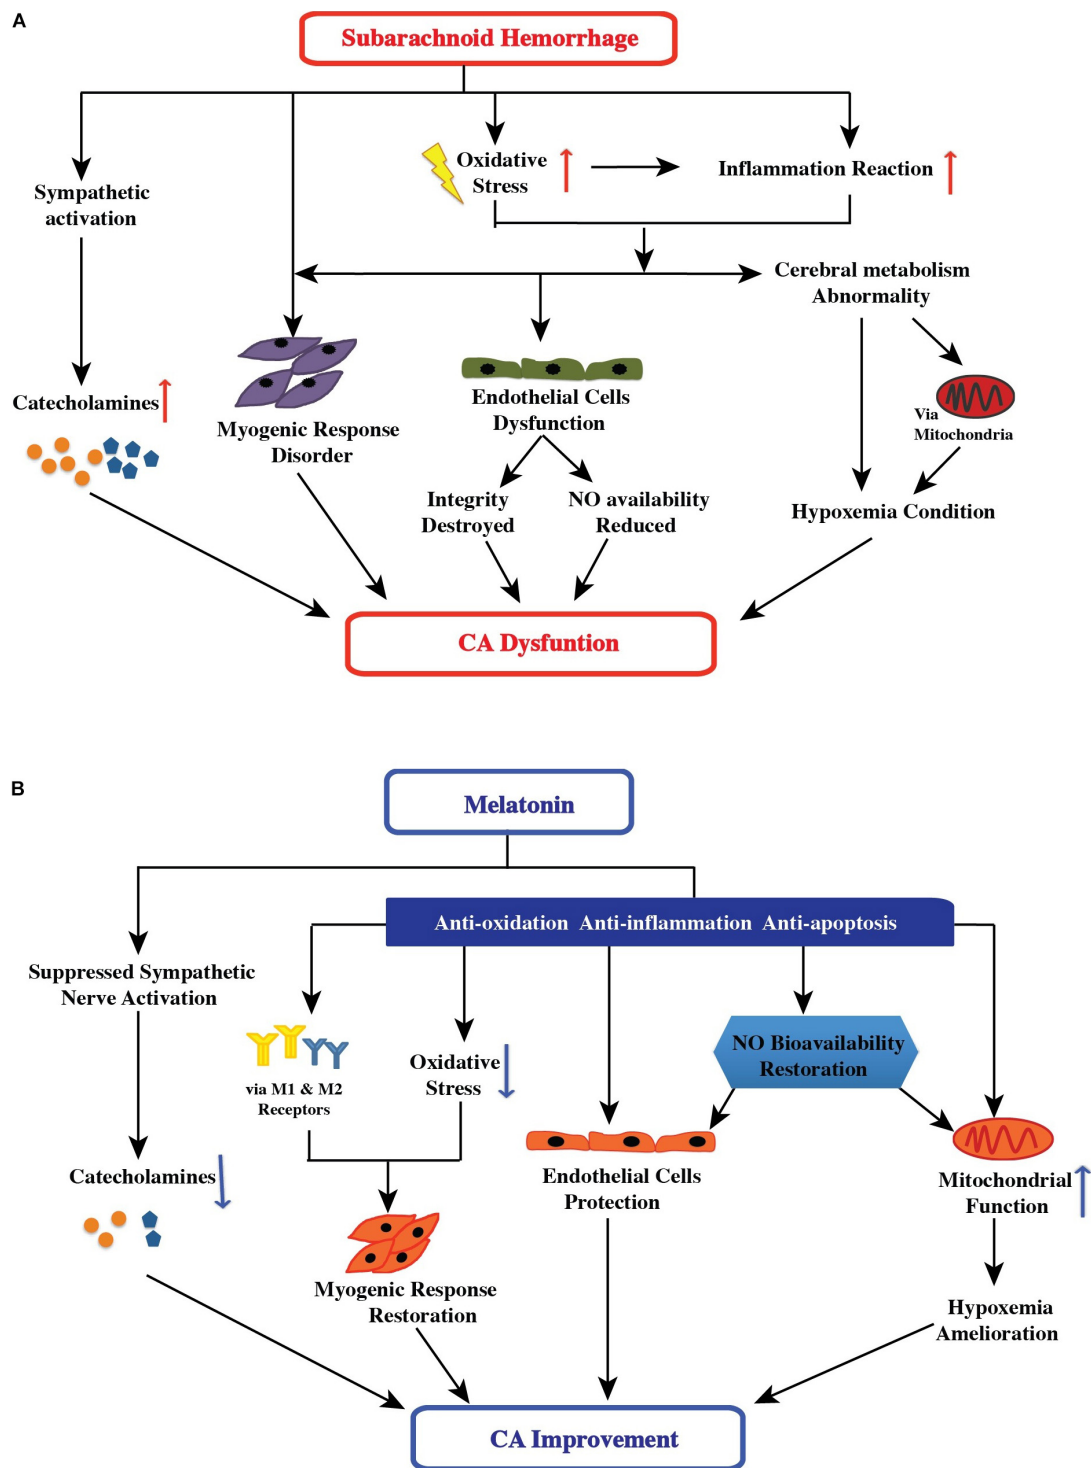 A
Subarachnoid Hemorrhage
Oxidative
Stress
Inflammation Reaction
Sympathetic
activation
Cerebral metabolism
Abnormality
Catecholamines
Myogenic Response
Disorder
Endothelial Cells
Dysfunction
Via
Mitochondria
Integrity
Destroyed
NO availability
Reduced
Hypoxemia Condition
CA Dysfuntion
B
Melatonin
Anti-oxidation Anti-inflammation Anti-apoptosis
Suppressed Sympathetic
Nerve Activation
via M1 & M2
Receptors
Oxidative
Stress
NO Bioavailability
Restoration
Catecholamines
Endothelial Cells
Protection
Mitochondrial
Function
Myogenic Response
Restoration
Hypoxemia
Amelioration
CA Improvement